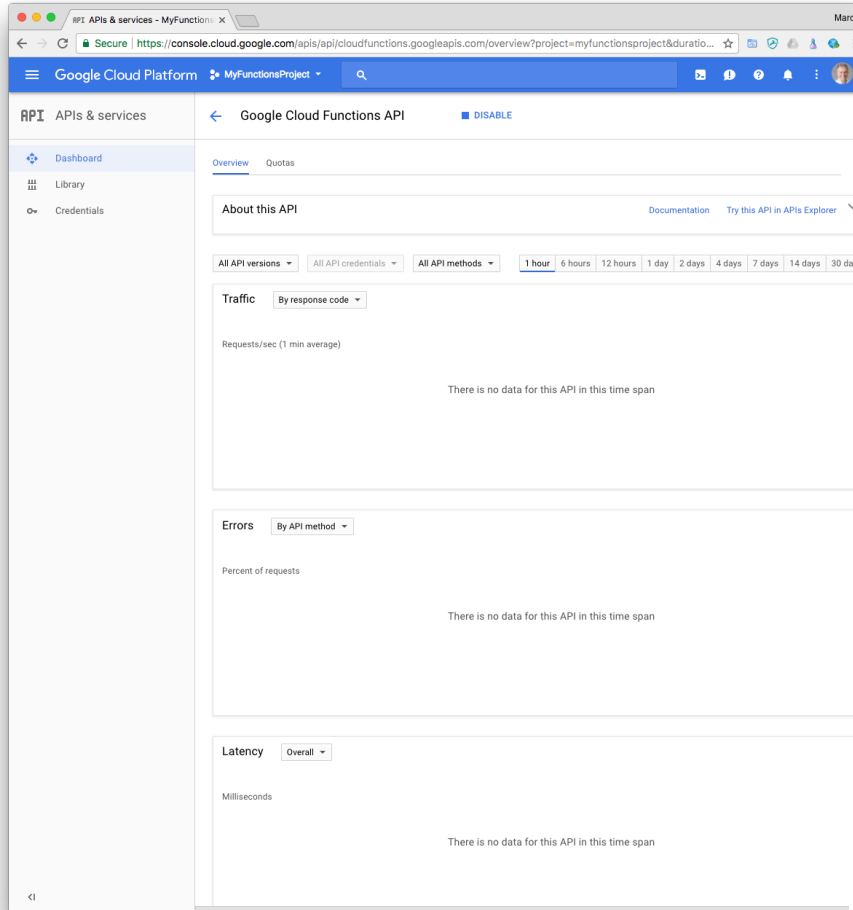 API APIs & services - MyFunctions
Marc
Secure | https://console.cloud.google.com/apis/api/cloudfunctions.googleapis.com/overview?project=myfunctionsproject&duratio...
Google Cloud Platform MyFunctionsProject
API APIs & services
Google Cloud Functions API DISABLE
Dashboard
Library
Credentials
Overview Quotas
About this API Documentation Try this API in APIs Explorer
All API versions All API credentials All API methods 1 hour 6 hours 12 hours 1 day 2 days 4 days 7 days 14 days 30 da
Traffic By response code
Requests/sec (1 min average)
There is no data for this API in this time span
Errors By API method
Percent of requests
There is no data for this API in this time span
Latency Overall
Milliseconds
There is no data for this API in this time span